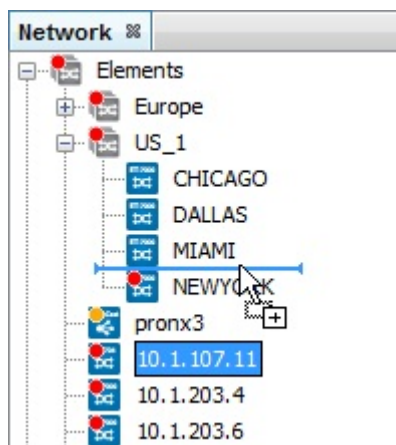 Network
Elements
Europe
US_1
CHICAGO
DALLAS
MIAMI
NEWYORK
pronx3
10.1.107.11
10.1.203.4
10.1.203.6